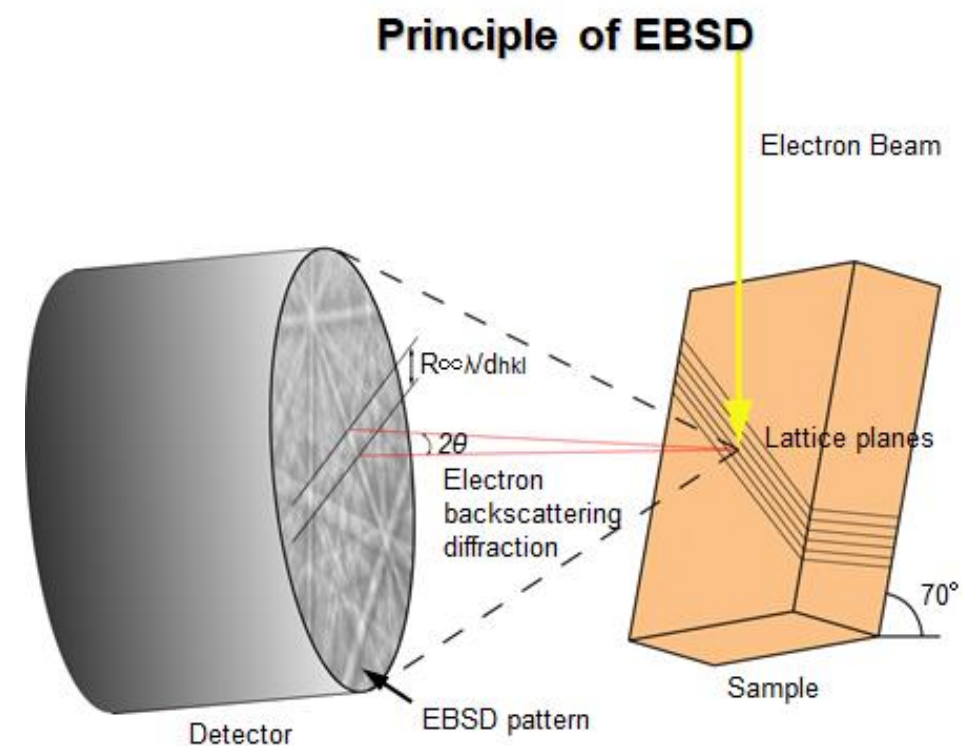 Principle of EBSD
Electron Beam
R∞λ/dhkl
2θ
Lattice planes
Electron
backscattering
diffraction
70°
Sample
EBSD pattern
Detector